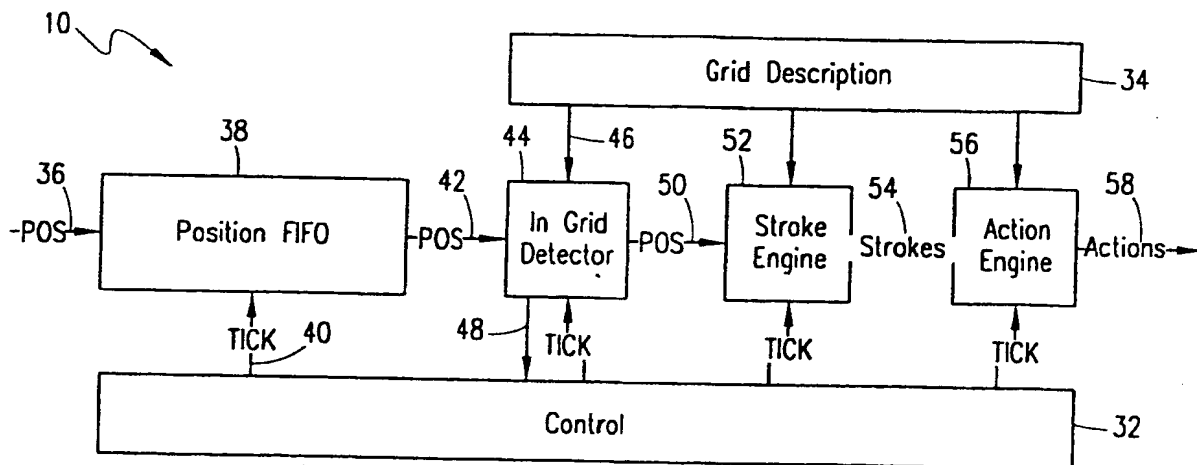 10
Grid Description
34
38
44
46
52
56
36
42
50
54
58
-POS
Position FIFO
-POS
In Grid
Detector
-POS
Stroke
Engine
Strokes
Action
Engine
Actions
TICK
40
48
TICK
TICK
TICK
Control
32